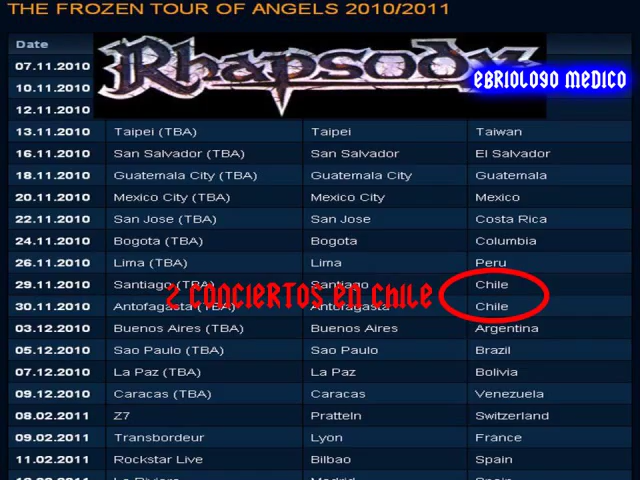 THE FROZEN TOUR OF ANGELS 2010/2011
Date
RHAPSODY
EBRIOLOGO MEDICO
07.11.2010
10.11.2010
12.11.2010
13.11.2010 Taipei (TBA) Taipei Taiwan
16.11.2010 San Salvador (TBA) San Salvador El Salvador
18.11.2010 Guatemala City (TBA) Guatemala City Guatemala
20.11.2010 Mexico City (TBA) Mexico City Mexico
22.11.2010 San Jose (TBA) San Jose Costa Rica
24.11.2010 Bogota (TBA) Bogota Columbia
26.11.2010 Lima (TBA) Lima Peru
29.11.2010 Santiago (TBA) Santiago Chile
2 CONCIERTOS EN CHILE
30.11.2010 Antofagasta (TBA) Antofagasta Chile
03.12.2010 Buenos Aires (TBA) Buenos Aires Argentina
05.12.2010 Sao Paulo (TBA) Sao Paulo Brazil
07.12.2010 La Paz (TBA) La Paz Bolivia
09.12.2010 Caracas (TBA) Caracas Venezuela
08.02.2011 Z7 Pratteln Switzerland
09.02.2011 Transbordeur Lyon France
11.02.2011 Rockstar Live Bilbao Spain